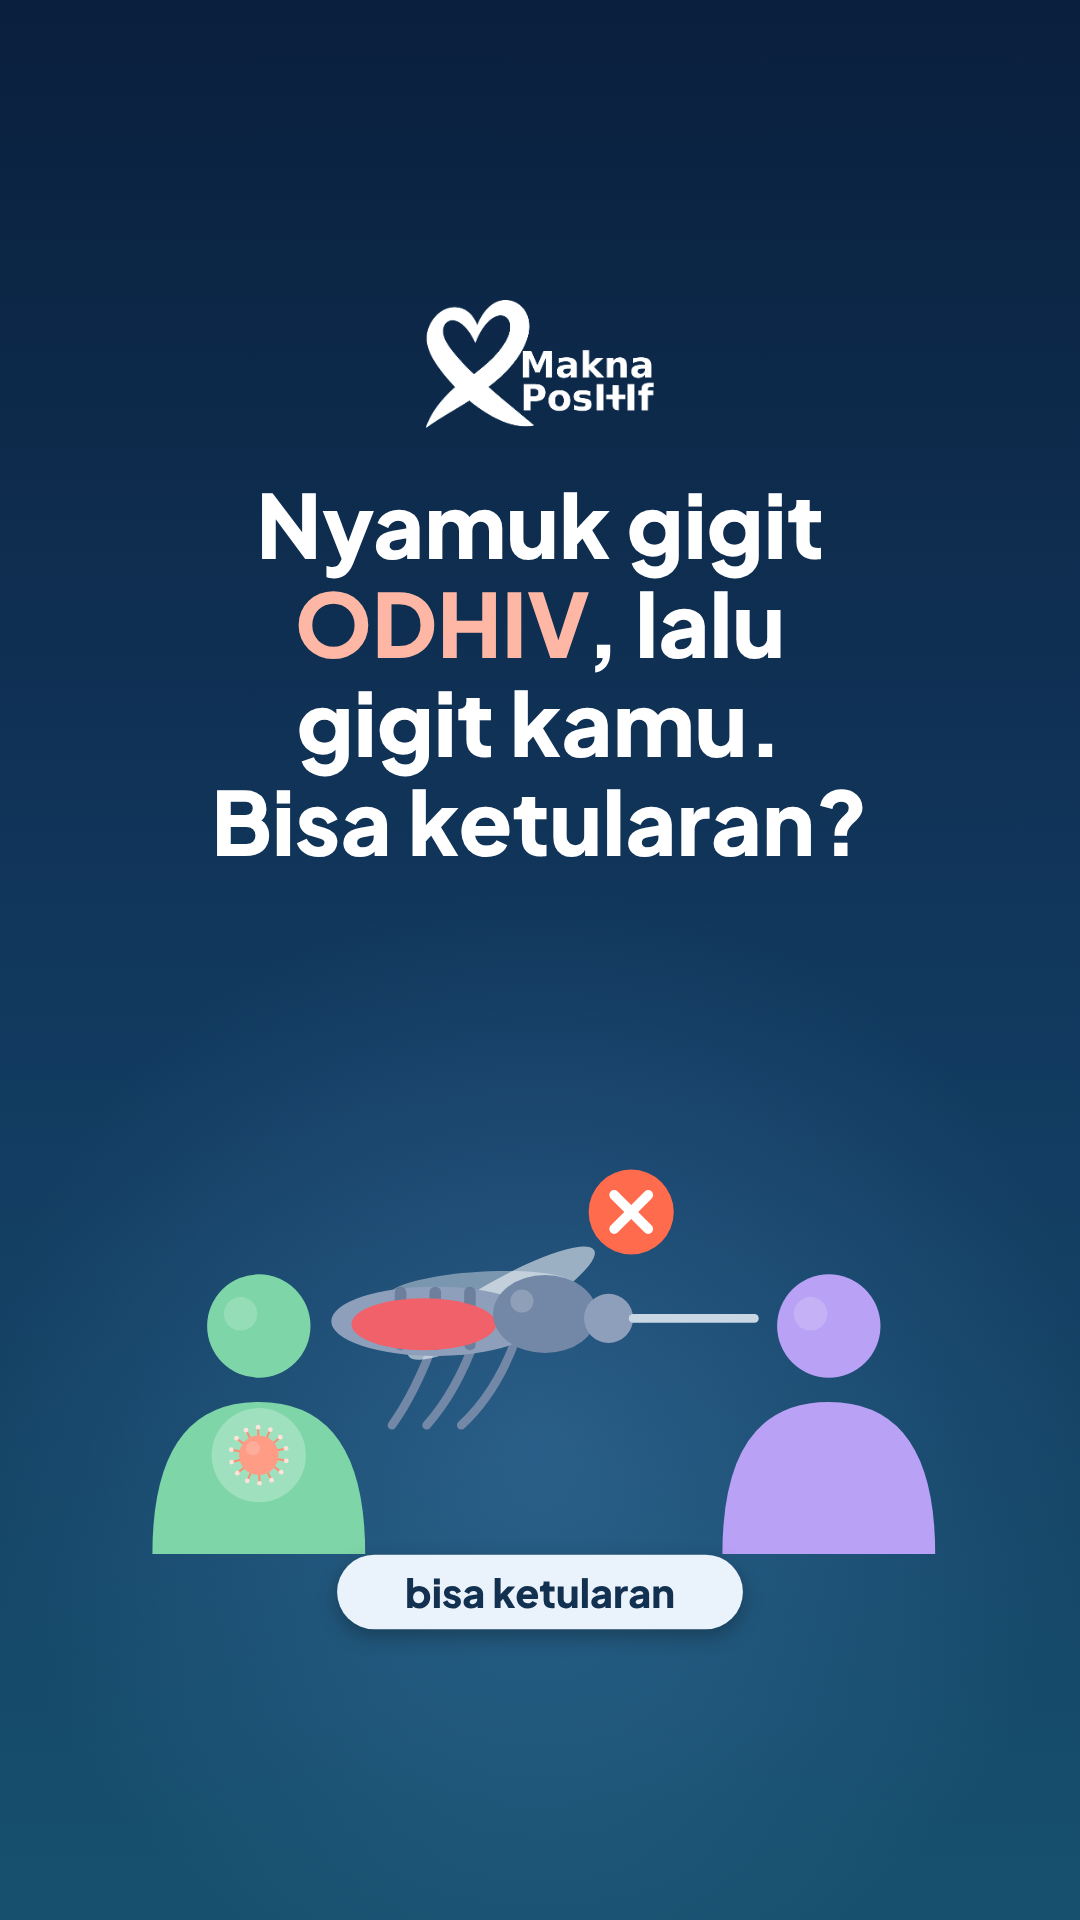 Makna
PosItIf
Nyamuk gigit
ODHIV, lalu
gigit kamu.
Bisa ketularan?
bisa ketularan